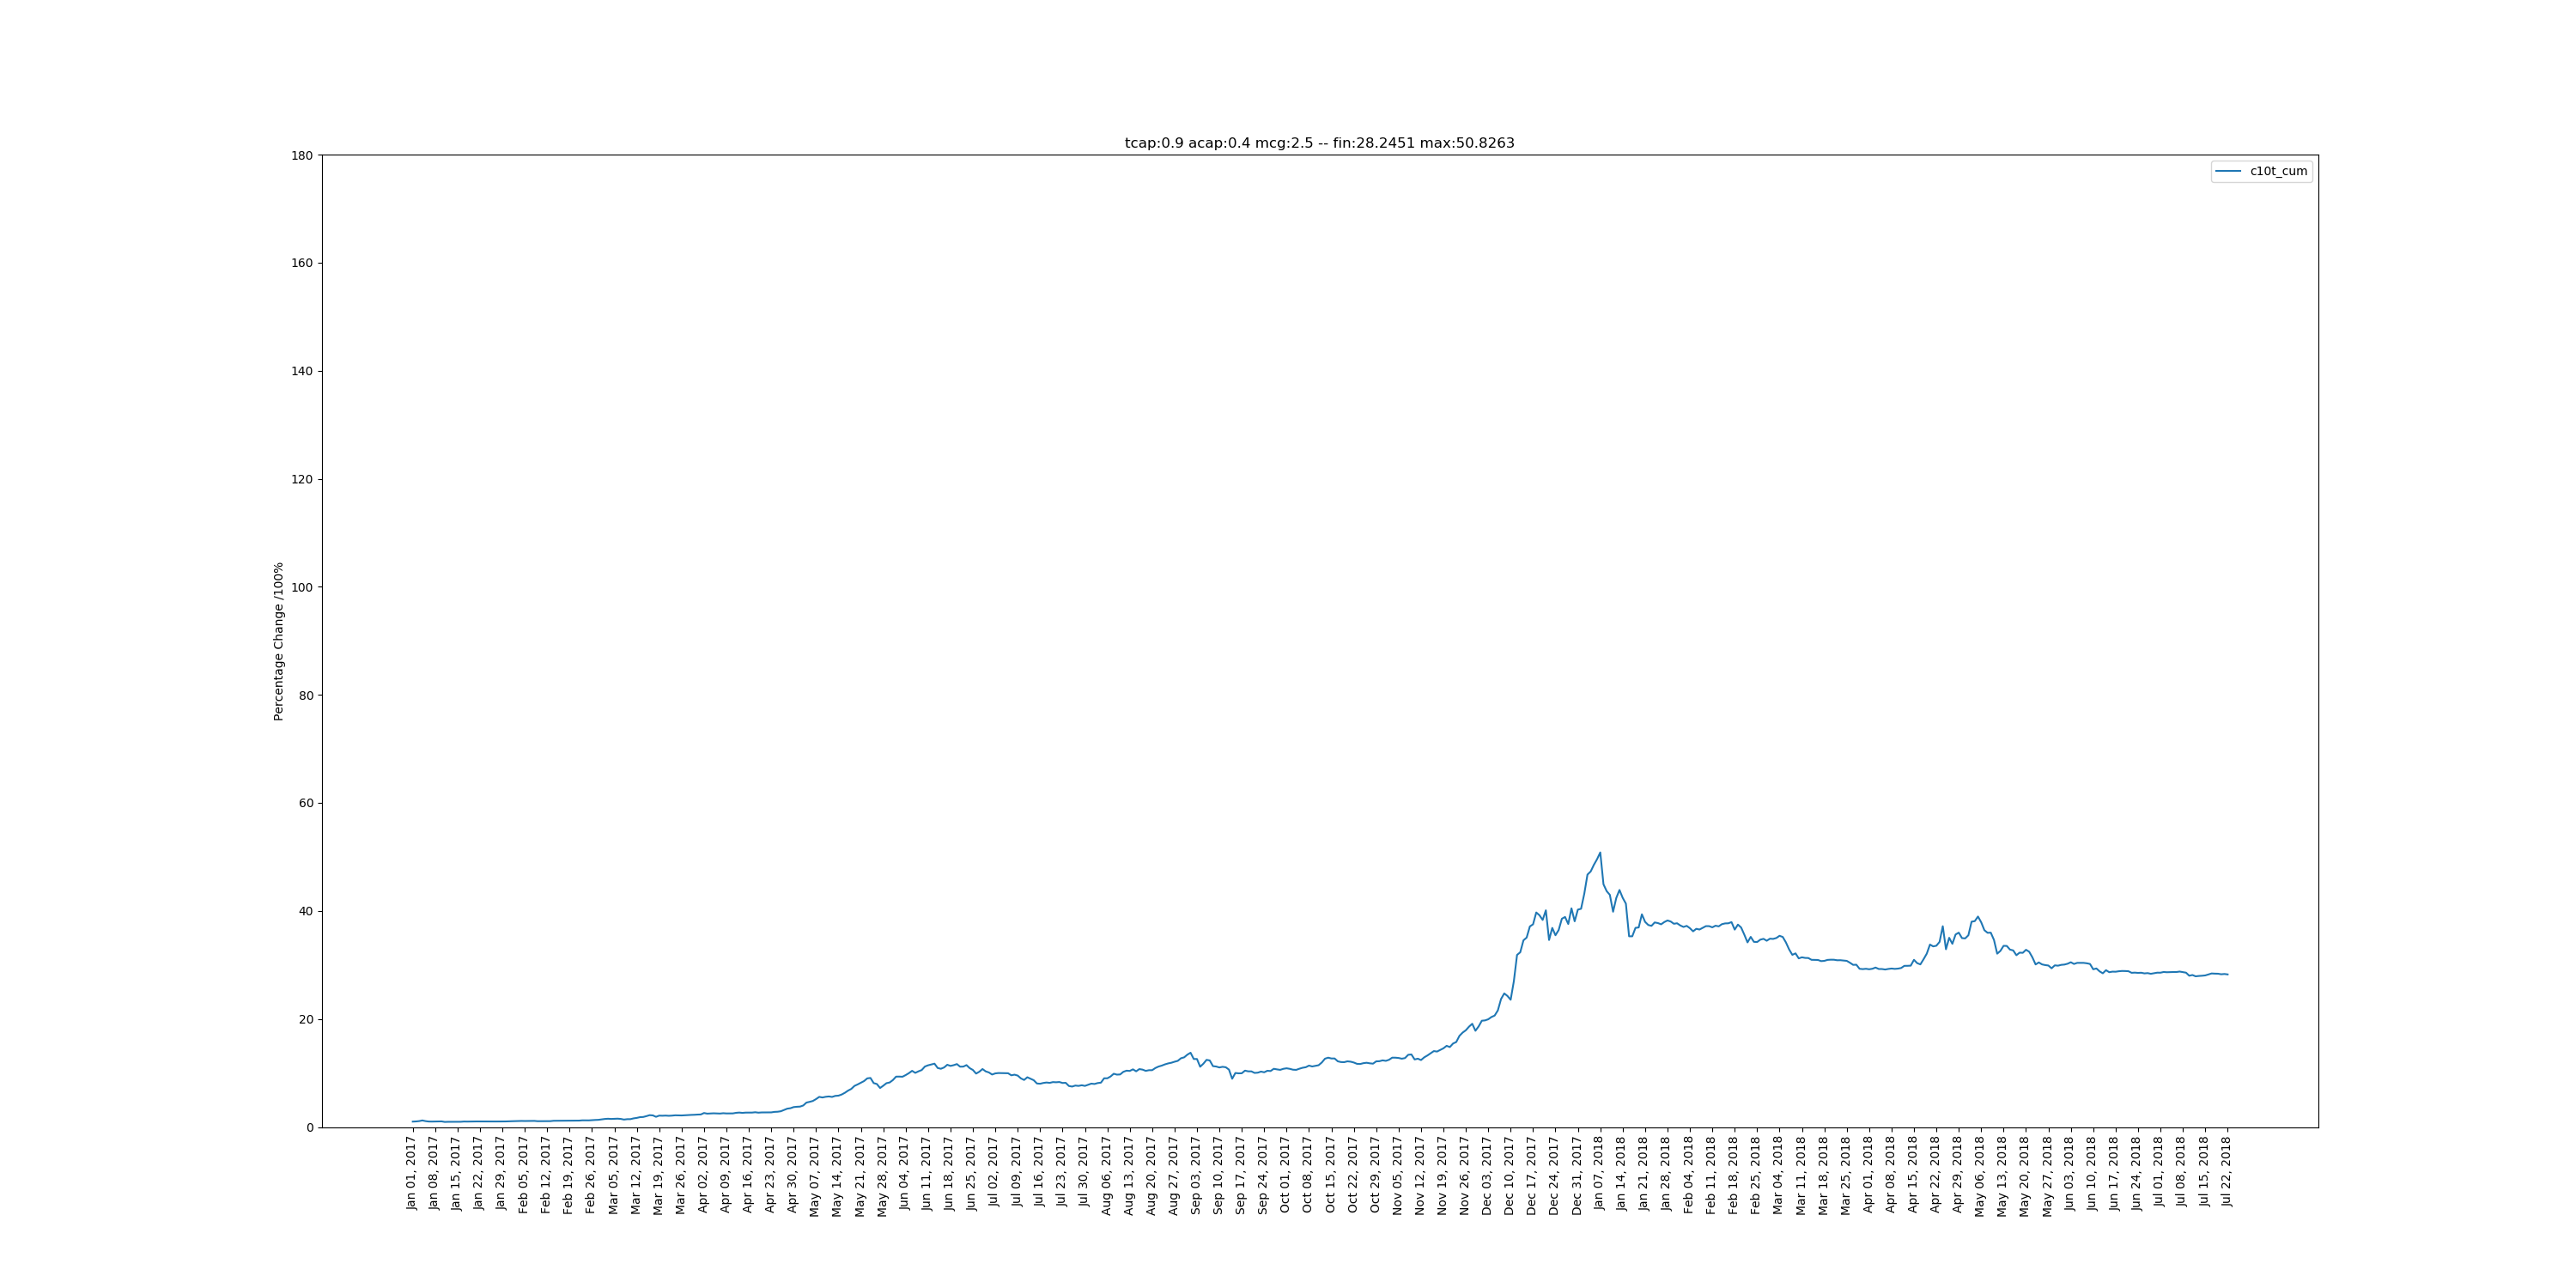 tcap:0.9 acap:0.4 mcg:2.5 -- fin:28.2451 max:50.8263
c10t_cum
Percentage Change /100%
180
160
140
120
100
80
60
40
20
0
Jan 01, 2017
Jan 08, 2017
Jan 15, 2017
Jan 22, 2017
Jan 29, 2017
Feb 05, 2017
Feb 12, 2017
Feb 19, 2017
Feb 26, 2017
Mar 05, 2017
Mar 12, 2017
Mar 19, 2017
Mar 26, 2017
Apr 02, 2017
Apr 09, 2017
Apr 16, 2017
Apr 23, 2017
Apr 30, 2017
May 07, 2017
May 14, 2017
May 21, 2017
May 28, 2017
Jun 04, 2017
Jun 11, 2017
Jun 18, 2017
Jun 25, 2017
Jul 02, 2017
Jul 09, 2017
Jul 16, 2017
Jul 23, 2017
Jul 30, 2017
Aug 06, 2017
Aug 13, 2017
Aug 20, 2017
Aug 27, 2017
Sep 03, 2017
Sep 10, 2017
Sep 17, 2017
Sep 24, 2017
Oct 01, 2017
Oct 08, 2017
Oct 15, 2017
Oct 22, 2017
Oct 29, 2017
Nov 05, 2017
Nov 12, 2017
Nov 19, 2017
Nov 26, 2017
Dec 03, 2017
Dec 10, 2017
Dec 17, 2017
Dec 24, 2017
Dec 31, 2017
Jan 07, 2018
Jan 14, 2018
Jan 21, 2018
Jan 28, 2018
Feb 04, 2018
Feb 11, 2018
Feb 18, 2018
Feb 25, 2018
Mar 04, 2018
Mar 11, 2018
Mar 18, 2018
Mar 25, 2018
Apr 01, 2018
Apr 08, 2018
Apr 15, 2018
Apr 22, 2018
Apr 29, 2018
May 06, 2018
May 13, 2018
May 20, 2018
May 27, 2018
Jun 03, 2018
Jun 10, 2018
Jun 17, 2018
Jun 24, 2018
Jul 01, 2018
Jul 08, 2018
Jul 15, 2018
Jul 22, 2018